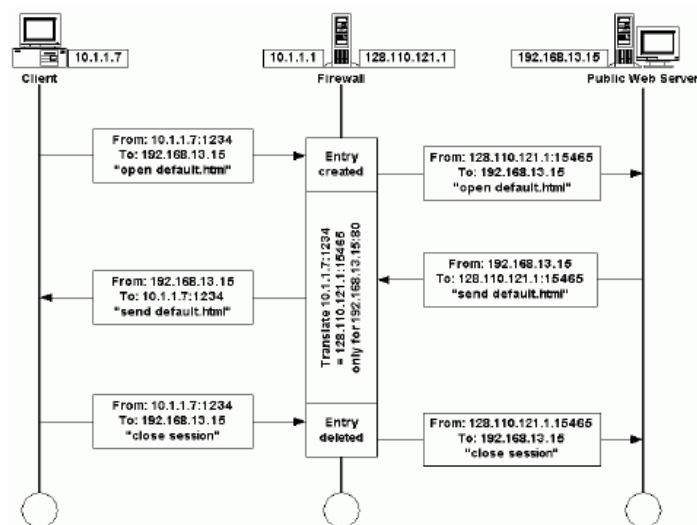 10.1.1.7
10.1.1.1
128.110.121.1
192.168.13.15
Client
Firewall
Public Web Server
From: 10.1.1.7:1234
To: 192.168.13.15
"open default.html"
Entry
created
From: 128.110.121.1:15465
To: 192.168.13.15
"open default.html"
From: 192.168.13.15
To: 10.1.1.7:1234
"send default.html"
Translate 10.1.1.7:1234
= 128.110.121.1:15465
only for 192.168.13.15:80
From: 192.168.13.15
To: 128.110.121.1:15465
"send default.html"
From: 10.1.1.7:1234
To: 192.168.13.15
"close session"
Entry
deleted
From: 128.110.121.1.15465
To: 192.168.13.15
"close session"